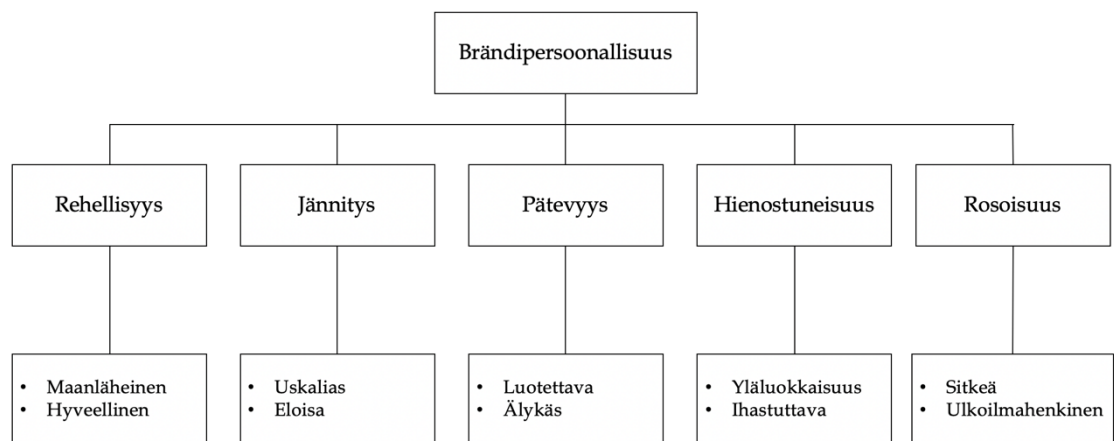 Brändipersoonallisuus
Rehellisyys
Jännitys
Pätevyys
Hienostuneisuus
Rosoisuus
• Maanläheinen
• Hyveellinen
• Uskalias
• Eloisa
• Luotettava
• Älykäs
• Yläluokkaisuus
• Ihastuttava
• Sitkeä
• Ulkoilmahenkinen